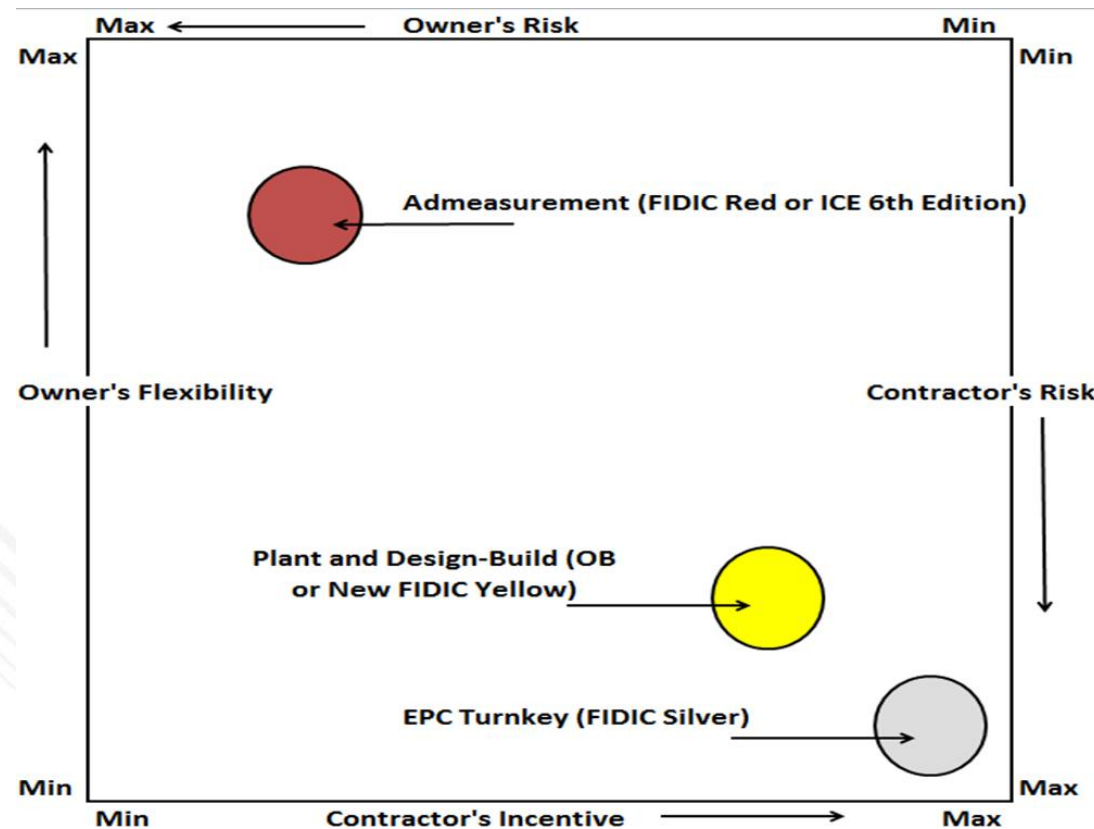 Max Owner's Risk Min
Max Min
Admeasurement (FIDIC Red or ICE 6th Edition)
Owner's Flexibility Contractor's Risk
Plant and Design-Build (OB
or New FIDIC Yellow)
EPC Turnkey (FIDIC Silver)
Min Max
Min Contractor's Incentive Max